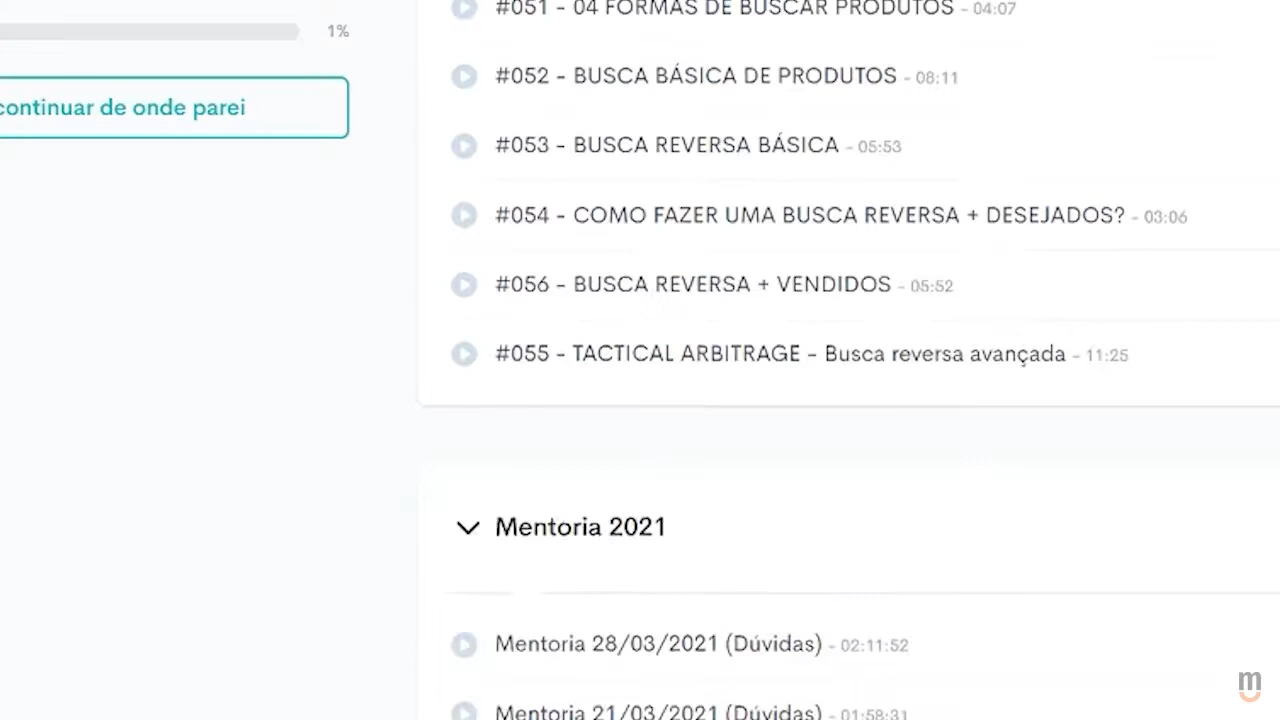 1%
continuar de onde parei
#051 - 04 FORMAS DE BUSCAR PRODUTOS - 04:07
#052 - BUSCA BÁSICA DE PRODUTOS - 08:11
#053 - BUSCA REVERSA BÁSICA - 05:53
#054 - COMO FAZER UMA BUSCA REVERSA + DESEJADOS? - 03:06
#056 - BUSCA REVERSA + VENDIDOS - 05:52
#055 - TACTICAL ARBITRAGE - Busca reversa avançada - 11:25
Mentoria 2021
Mentoria 28/03/2021 (Dúvidas) - 02:11:52
Mentoria 21/03/2021 (Dúvidas) - 01:58:31
m